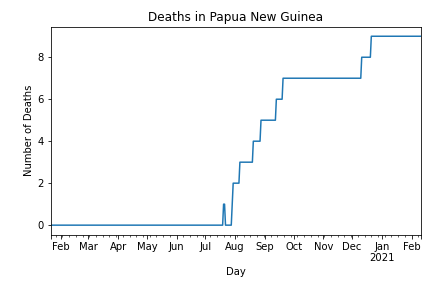 Deaths in Papua New Guinea
Number of Deaths
8
6
4
2
0
Feb Mar Apr May Jun Jul Aug Sep Oct Nov Dec Jan Feb
2021
Day